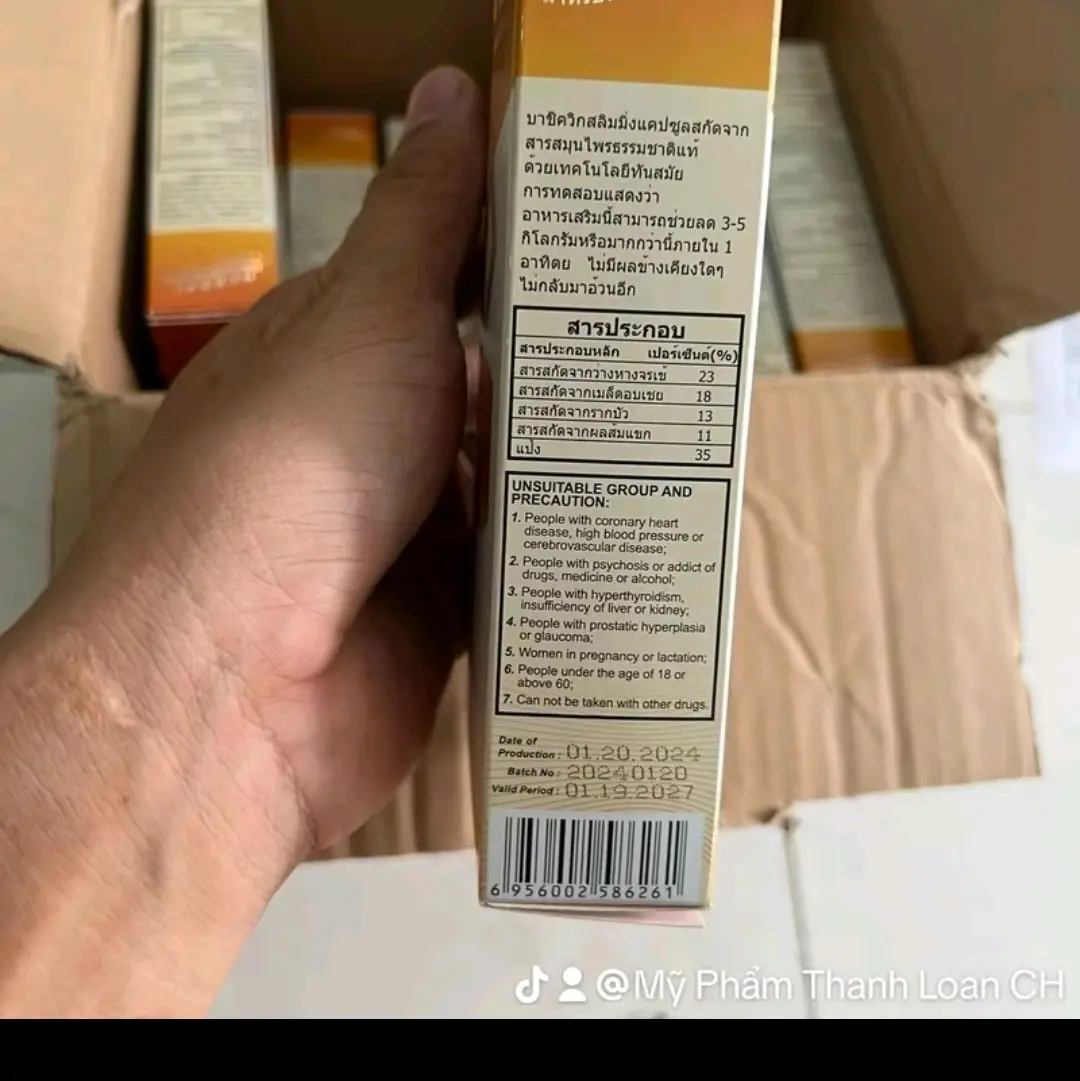 บาชิควิกสลิมมิ่งแคปซูลสกัดจาก
สารสมุนไพรธรรมชาติแท้
ด้วยเทคโนโลยีทันสมัย
การทดสอบแสดงว่า
อาหารเสริมนี้สามารถช่วยลด 3-5
กิโลกรัมหรือมากกว่านี้ภายใน 1
อาทิตย ไม่มีผลข้างเคียงใดๆ
ไม่กลับมาอ้วนอีก
สารประกอบ
สารประกอบหลัก เปอร์เซ็นต์(%)
สารสกัดจากว่างหางจรเข้ 23
สารสกัดจากเมล็ดอบเชย 18
สารสกัดจากรากบัว 13
สารสกัดจากผลส้มแขก 11
แป้ง 35
UNSUITABLE GROUP AND
PRECAUTION:
1. People with coronary heart
disease, high blood pressure or
cerebrovascular disease;
2. People with psychosis or addict of
drugs, medicine or alcohol;
3. People with hyperthyroidism,
insufficiency of liver or kidney;
4. People with prostatic hyperplasia
or glaucoma;
5. Women in pregnancy or lactation;
6. People under the age of 18 or
above 60;
7. Can not be taken with other drugs.
Date of
Production : 01.20.2024
Batch No : 20240120
Valid Period : 01.19.2027
6 956002 586261
@Mỹ Phẩm Thanh Loan CH